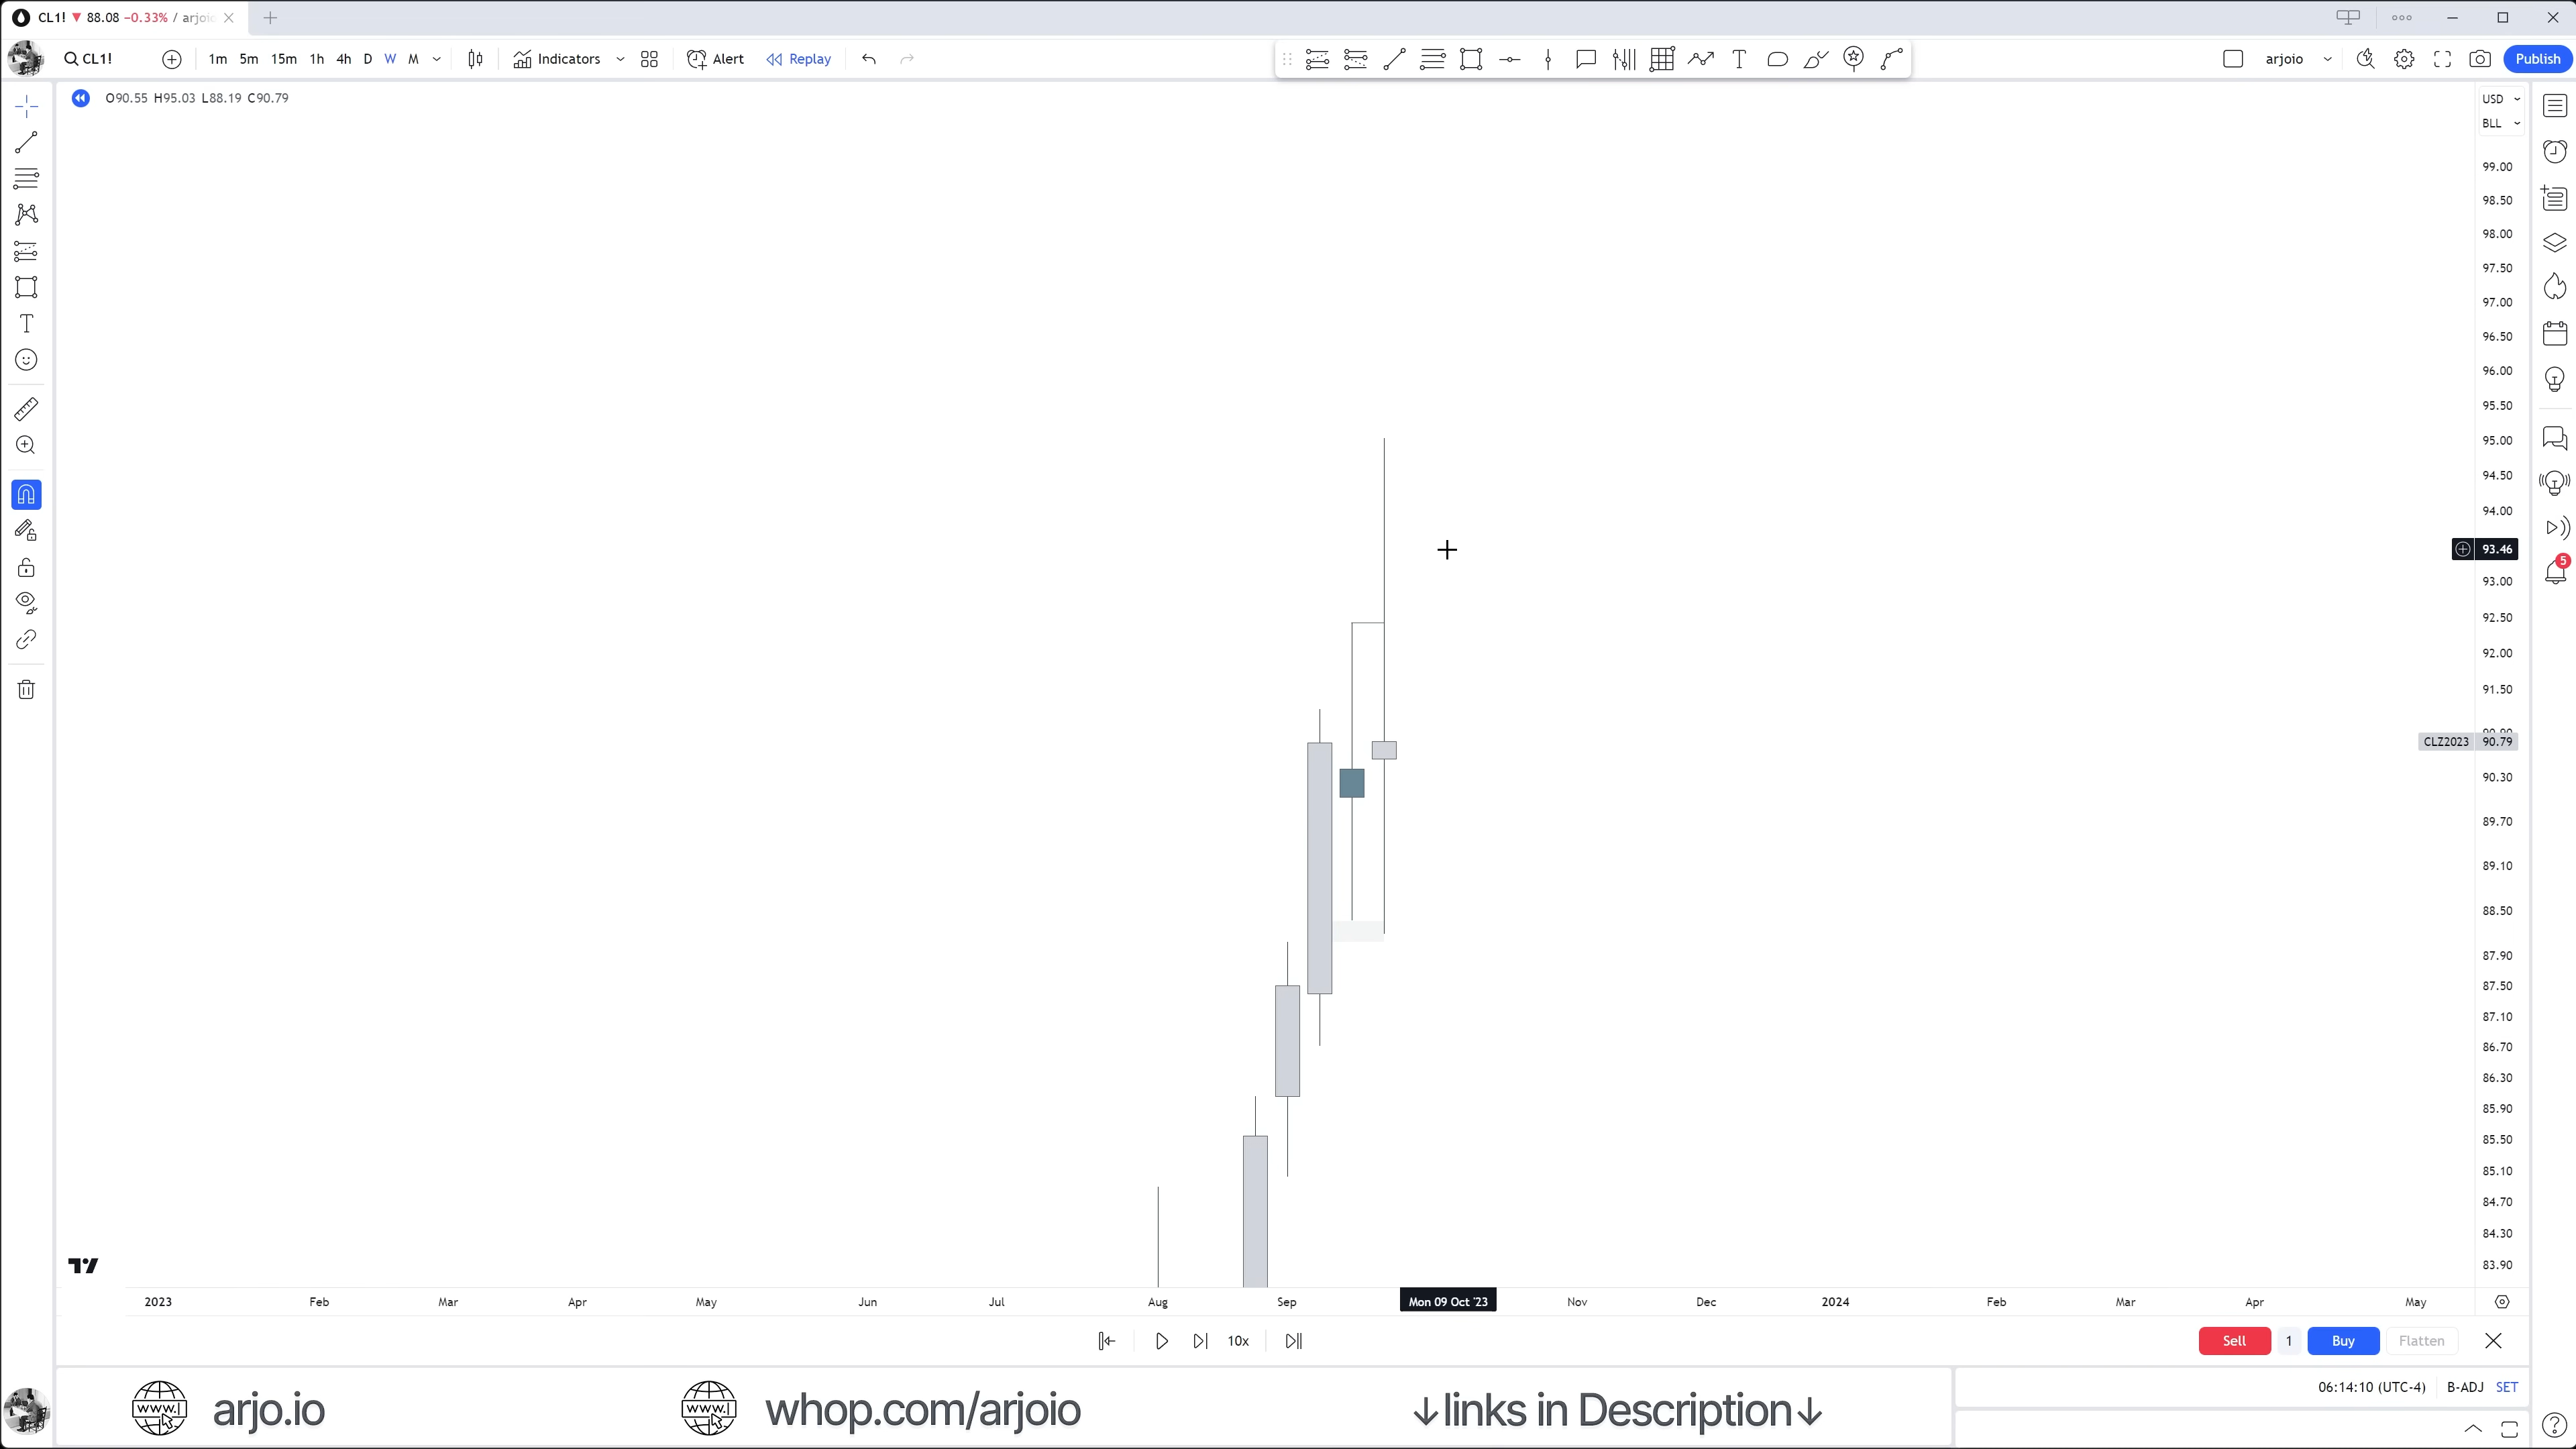 CL1! ▼ 88.08 −0.33% / arjoio
CL1!
1m 5m 15m 1h 4h D W M
Indicators
Alert
Replay
arjoio
Publish
O90.55 H95.03 L88.19 C90.79
USD
BLL
99.00
98.50
98.00
97.50
97.00
96.50
96.00
95.50
95.00
94.50
94.00
93.46
93.00
92.50
92.00
91.50
CLZ2023 90.79
90.30
89.70
89.10
88.50
87.90
87.50
87.10
86.70
86.30
85.90
85.50
85.10
84.70
84.30
83.90
5
2023 Feb Mar Apr May Jun Jul Aug Sep Mon 09 Oct '23 Nov Dec 2024 Feb Mar Apr May
10x
Sell 1 Buy Flatten
06:14:10 (UTC-4) B-ADJ SET
www. arjo.io
www. whop.com/arjoio
↓links in Description↓